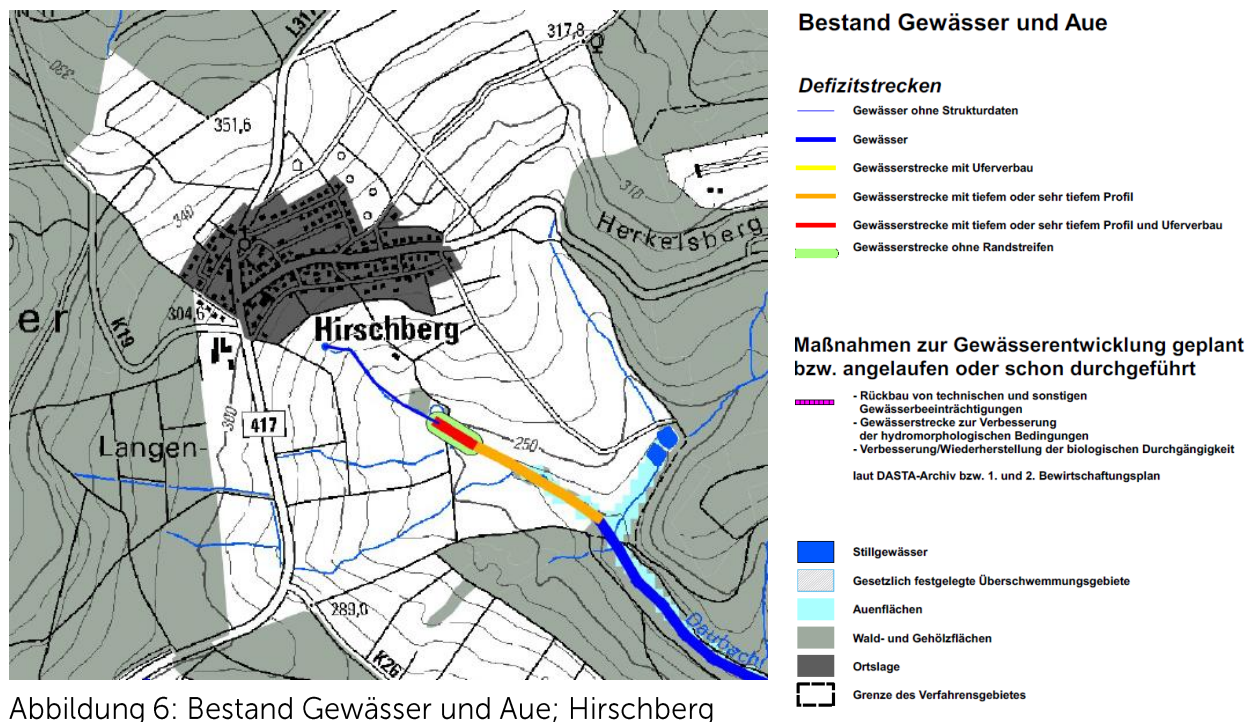 L317
317,8
330
351,6
340
310
Herkelsberg
304,6
er
K19
Hirschberg
300
417
Langen-
250
289,0
K26
Daubach
Bestand Gewässer und Aue
Defizitstrecken
Gewässer ohne Strukturdaten
Gewässer
Gewässerstrecke mit Uferverbau
Gewässerstrecke mit tiefem oder sehr tiefem Profil
Gewässerstrecke mit tiefem oder sehr tiefem Profil und Uferverbau
Gewässerstrecke ohne Randstreifen
Maßnahmen zur Gewässerentwicklung geplant
bzw. angelaufen oder schon durchgeführt
- Rückbau von technischen und sonstigen
Gewässerbeeinträchtigungen
- Gewässerstrecke zur Verbesserung
der hydromorphologischen Bedingungen
- Verbesserung/Wiederherstellung der biologischen Durchgängigkeit
laut DASTA-Archiv bzw. 1. und 2. Bewirtschaftungsplan
Stillgewässer
Gesetzlich festgelegte Überschwemmungsgebiete
Auenflächen
Wald- und Gehölzflächen
Ortslage
Grenze des Verfahrensgebietes
Abbildung 6: Bestand Gewässer und Aue; Hirschberg